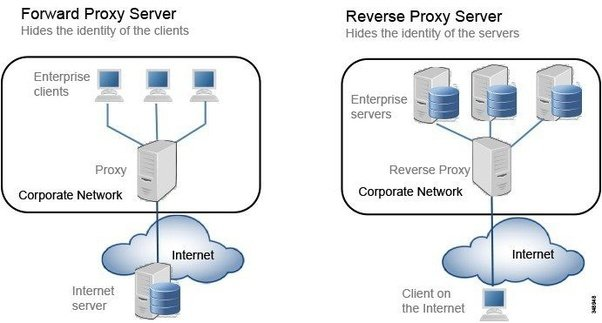 Forward Proxy Server
Hides the identity of the clients
Enterprise
clients
Proxy
Corporate Network
Internet
Internet
server
Reverse Proxy Server
Hides the identity of the servers
Enterprise
servers
Reverse Proxy
Corporate Network
Internet
Client on
the Internet